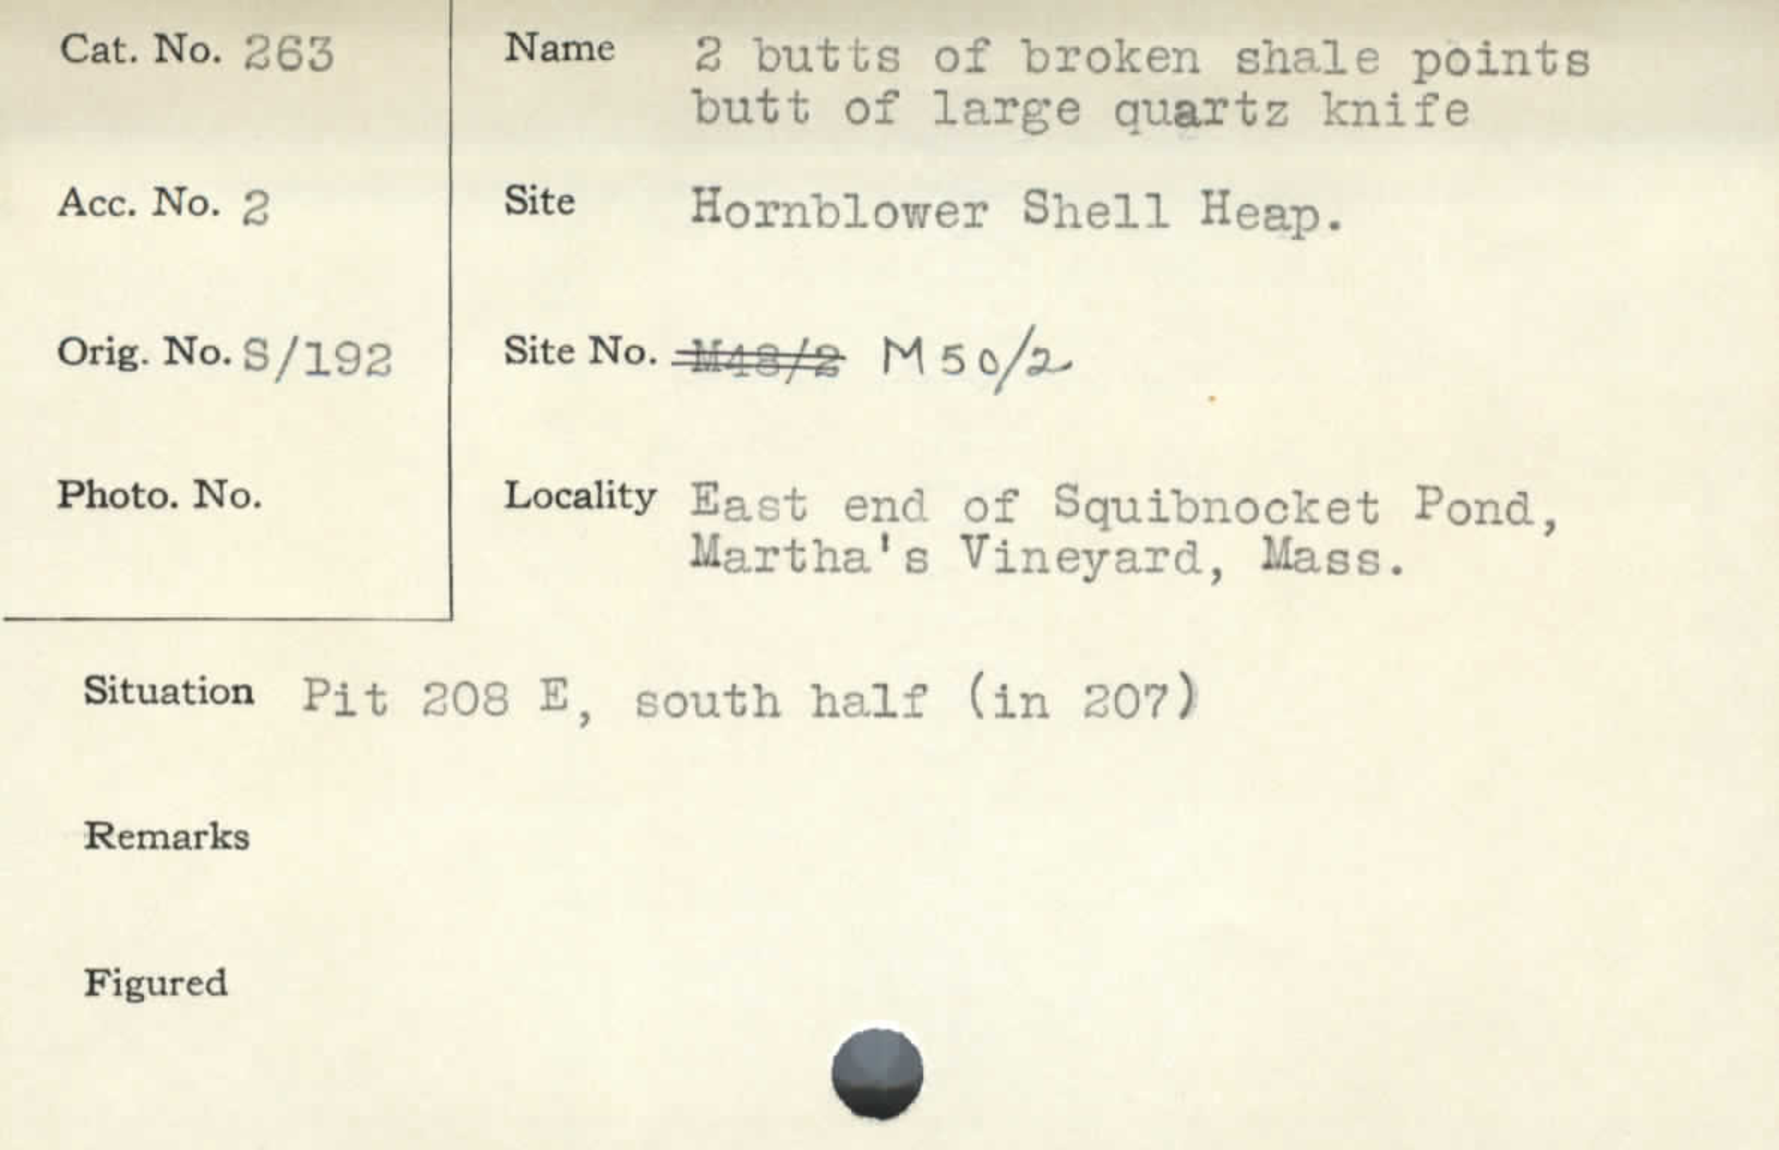 Cat. No. 263
Name 2 butts of broken shale points
butt of large quartz knife
Acc. No. 2
Site Hornblower Shell Heap.
Orig. No. S/192
Site No. M48/2 M50/2
Photo. No.
Locality East end of Squibnocket Pond,
Martha's Vineyard, Mass.
Situation Pit 208 E, south half (in 207)
Remarks
Figured